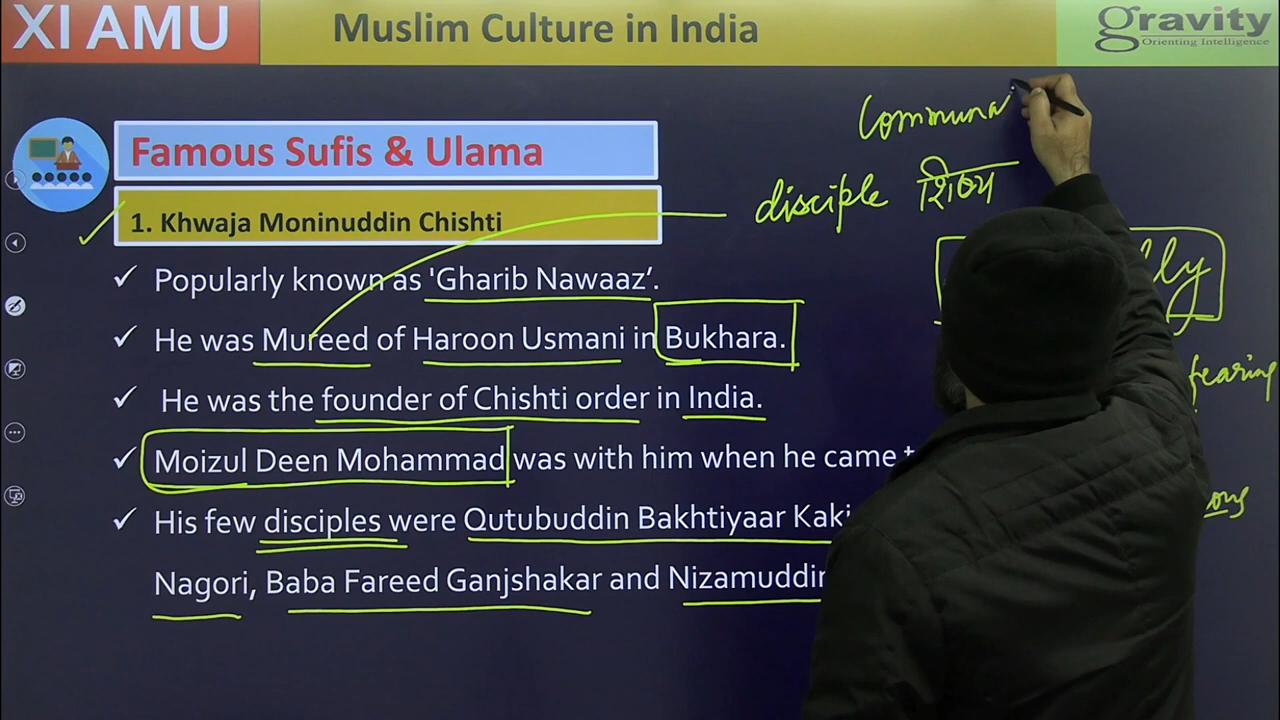 XI AMU
Muslim Culture in India
gravity
Orienting Intelligence
Communa
Famous Sufis & Ulama
disciple शिष्य
1. Khwaja Moninuddin Chishti
✓ Popularly known as 'Gharib Nawaaz’.
lly
✓ He was Mureed of Haroon Usmani in Bukhara.
fearing
✓ He was the founder of Chishti order in India.
✓ Moizul Deen Mohammad was with him when he came t
ous
✓ His few disciples were Qutubuddin Bakhtiyaar Kaki
Nagori, Baba Fareed Ganjshakar and Nizamuddin